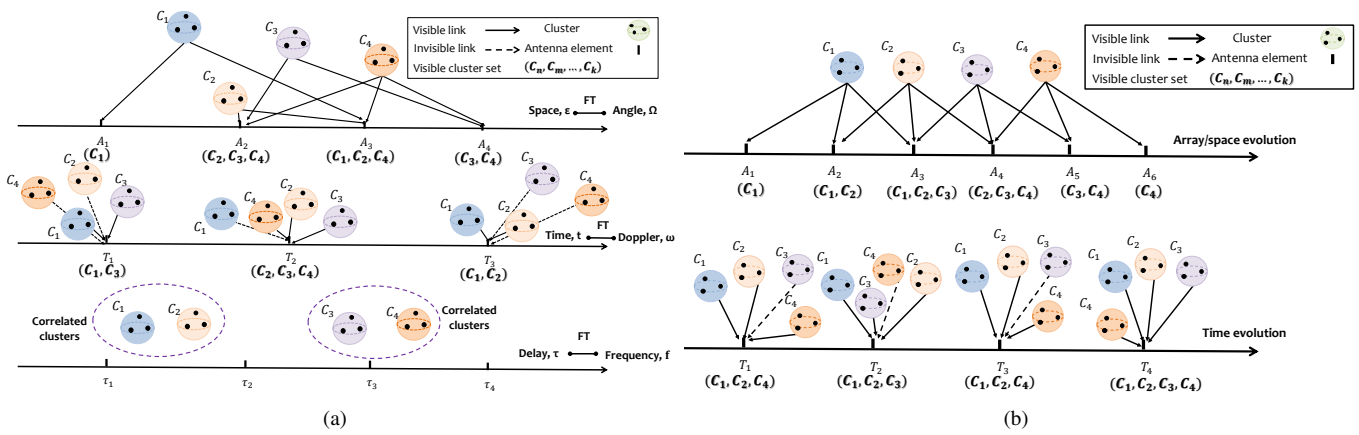 C₁
C₃
C₄
C₂
Visible link
Cluster
Invisible link
Antenna element
Visible cluster set
(Cₙ, Cₘ, ..., Cₖ)
FT
Space, ε
Angle, Ω
A₁
A₂
A₃
A₄
(C₁)
(C₂, C₃, C₄)
(C₁, C₂, C₄)
(C₃, C₄)
C₄
C₂
C₃
C₁
C₁
C₄
C₂
C₃
C₁
C₃
C₂
C₄
FT
Time, t
Doppler, ω
T₁
T₂
T₃
(C₁, C₃)
(C₂, C₃, C₄)
(C₁, C₂)
Correlated
clusters
C₁
C₂
C₃
C₄
Correlated
clusters
FT
Delay, τ
Frequency, f
τ₁
τ₂
τ₃
τ₄
(a)
Visible link
Cluster
Invisible link
Antenna element
Visible cluster set
(Cₙ, Cₘ, ..., Cₖ)
C₁
C₂
C₃
C₄
Array/space evolution
A₁
A₂
A₃
A₄
A₅
A₆
(C₁)
(C₁, C₂)
(C₁, C₂, C₃)
(C₂, C₃, C₄)
(C₃, C₄)
(C₄)
C₁
C₂
C₃
C₄
C₁
C₄
C₂
C₃
C₁
C₂
C₃
C₄
C₁
C₂
C₃
C₄
Time evolution
T₁
T₂
T₃
T₄
(C₁, C₂, C₄)
(C₁, C₂, C₃)
(C₁, C₂, C₄)
(C₁, C₂, C₃, C₄)
(b)